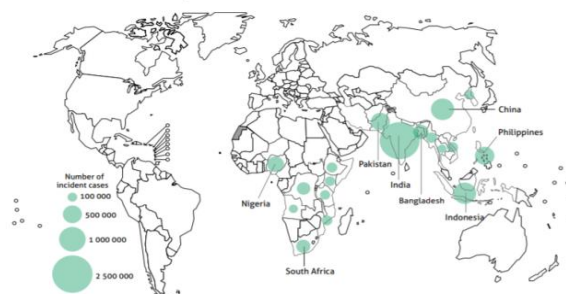 China
Philippines
Pakistan
India
Bangladesh
Indonesia
Nigeria
South Africa
Number of
incident cases
100 000
500 000
1 000 000
2 500 000